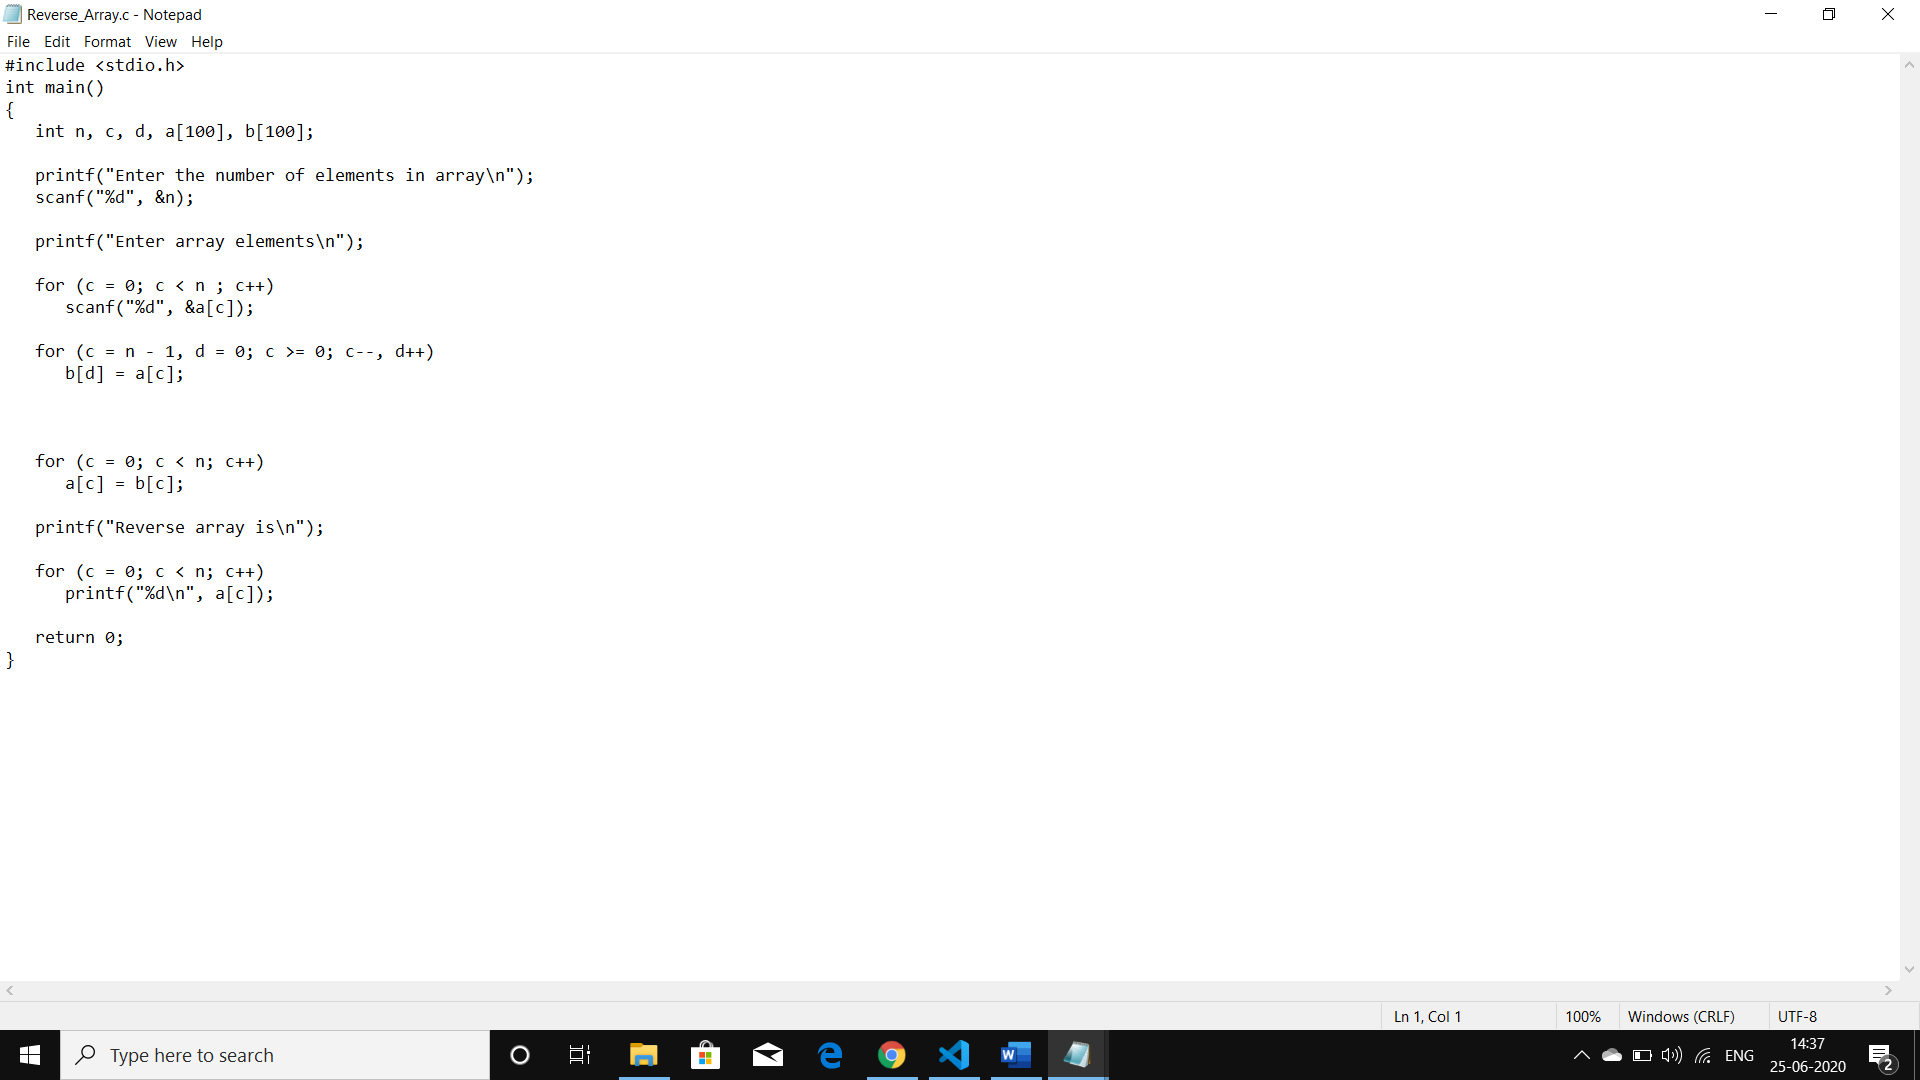 Reverse_Array.c - Notepad
File Edit Format View Help
#include <stdio.h>
int main()
{
   int n, c, d, a[100], b[100];
   printf("Enter the number of elements in array\n");
   scanf("%d", &n);
   printf("Enter array elements\n");
   for (c = 0; c < n ; c++)
      scanf("%d", &a[c]);
   for (c = n - 1, d = 0; c >= 0; c--, d++)
      b[d] = a[c];
   for (c = 0; c < n; c++)
      a[c] = b[c];
   printf("Reverse array is\n");
   for (c = 0; c < n; c++)
      printf("%d\n", a[c]);
   return 0;
}
Ln 1, Col 1 100% Windows (CRLF) UTF-8
Type here to search
W
ENG
14:37
25-06-2020
2